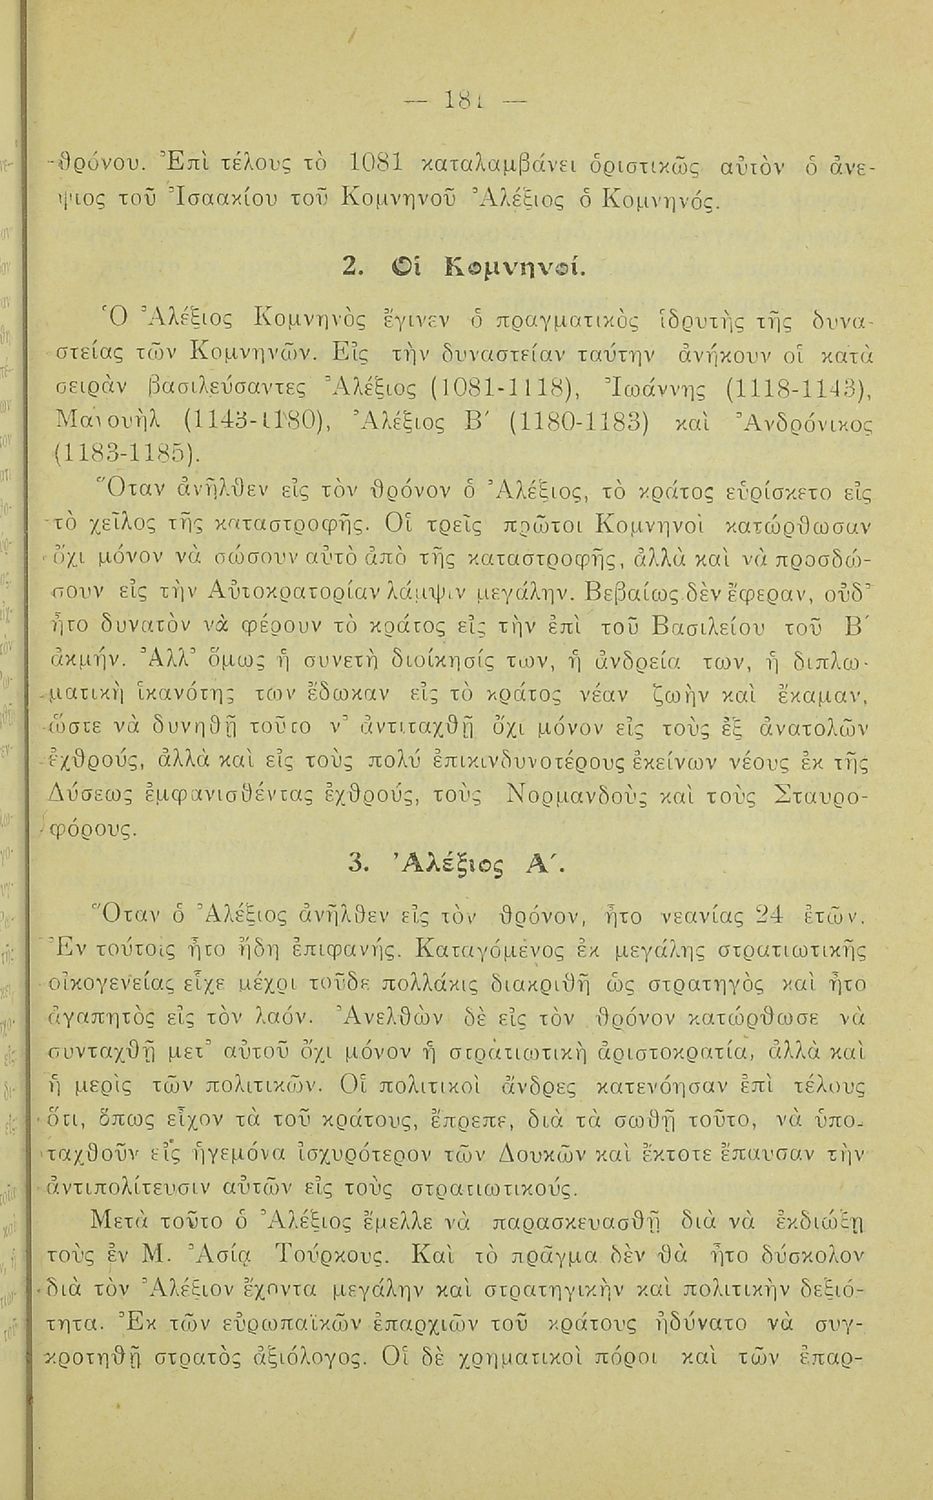 — 181 —
θρόνου. Ἐπὶ τέλους τὸ 1081 καταλαμβάνει ὁριστικῶς αὐτὸν ὁ ἀνε-
ψιος τοῦ Ἰσαακίου τοῦ Κομνηνοῦ Ἀλέξιος ὁ Κομνηνός.
2. Οἱ Κομνηνοί.
Ὁ Ἀλέξιος Κομνηνὸς ἔγινεν ὁ πραγματικὸς ἱδρυτὴς τῆς δυνα-
στείας τῶν Κομνηνῶν. Εἰς τὴν δυναστείαν ταύτην ἀνήκουν οἱ κατὰ
σειρὰν βασιλεύσαντες Ἀλέξιος (1081-1118), Ἰωάννης (1118-1143),
Μανουὴλ (1143-1180), Ἀλέξιος Β′ (1180-1183) καὶ Ἀνδρόνικος
(1183-1185).
Ὅταν ἀνῆλθεν εἰς τὸν θρόνον ὁ Ἀλέξιος, τὸ κράτος εὑρίσκετο εἰς
τὸ χεῖλος τῆς καταστροφῆς. Οἱ τρεῖς πρῶτοι Κομνηνοὶ κατώρθωσαν
ὄχι μόνον νὰ σώσουν αὐτὸ ἀπὸ τῆς καταστροφῆς, ἀλλὰ καὶ νὰ προσδώ-
σουν εἰς τὴν Αὐτοκρατορίαν λάμψιν μεγάλην. Βεβαίως δὲν ἔφεραν, οὐδ᾽
ἦτο δυνατὸν νὰ φέρουν τὸ κράτος εἰς τὴν ἐπὶ τοῦ Βασιλείου τοῦ Β′
ἀκμήν. Ἀλλ᾽ ὅμως ἡ συνετὴ διοίκησίς των, ἡ ἀνδρεία των, ἡ διπλω-
ματικὴ ἱκανότης των ἔδωκαν εἰς τὸ κράτος νέαν ζωὴν καὶ ἔκαμαν,
ὥστε νὰ δυνηθῇ τοῦτο ν᾽ ἀντιταχθῇ ὄχι μόνον εἰς τοὺς ἐξ ἀνατολῶν
ἐχθρούς, ἀλλὰ καὶ εἰς τοὺς πολύ ἐπικινδυνοτέρους ἐκείνων νέους ἐκ τῆς
Δύσεως ἐμφανισθέντας ἐχθρούς, τοὺς Νορμανδοὺς καὶ τοὺς Σταυρο-
φόρους.
3. Ἀλέξιος Α′.
Ὅταν ὁ Ἀλέξιος ἀνῆλθεν εἰς τὸν θρόνον, ἦτο νεανίας 24 ἐτῶν.
Ἐν τούτοις ἦτο ἤδη ἐπιφανής. Καταγόμενος ἐκ μεγάλης στρατιωτικῆς
οἰκογενείας εἶχε μέχρι τοῦδε πολλάκις διακριθῆ ὡς στρατηγὸς καὶ ἦτο
ἀγαπητὸς εἰς τὸν λαόν. Ἀνελθὼν δὲ εἰς τὸν θρόνον κατώρθωσε νὰ
συνταχθῇ μετ᾽ αὐτοῦ ὄχι μόνον ἡ στρατιωτικὴ ἀριστοκρατία, ἀλλὰ καὶ
ἡ μερὶς τῶν πολιτικῶν. Οἱ πολιτικοὶ ἄνδρες κατενόησαν ἐπὶ τέλους
ὅτι, ὅπως εἶχον τὰ τοῦ κράτους, ἔπρεπε, διὰ τὰ σωθῇ τοῦτο, νὰ ὑπο-
ταχθοῦν εἰς ἡγεμόνα ἰσχυρότερον τῶν Δουκῶν καὶ ἔκτοτε ἔπαυσαν τὴν
ἀντιπολίτευσιν αὐτῶν εἰς τοὺς στρατιωτικούς.
Μετὰ τοῦτο ὁ Ἀλέξιος ἔμελλε νὰ παρασκευασθῇ διὰ νὰ ἐκδιώξῃ
τοὺς ἐν Μ. Ἀσίᾳ Τούρκους. Καὶ τὸ πρᾶγμα δὲν θὰ ἦτο δύσκολον
διὰ τὸν Ἀλέξιον ἔχοντα μεγάλην καὶ στρατηγικὴν καὶ πολιτικὴν δεξιό-
τητα. Ἐκ τῶν εὐρωπαϊκῶν ἐπαρχιῶν τοῦ κράτους ἠδύνατο νὰ συγ-
κροτηθῇ στρατὸς ἀξιόλογος. Οἱ δὲ χρηματικοὶ πόροι καὶ τῶν ἐπαρ-